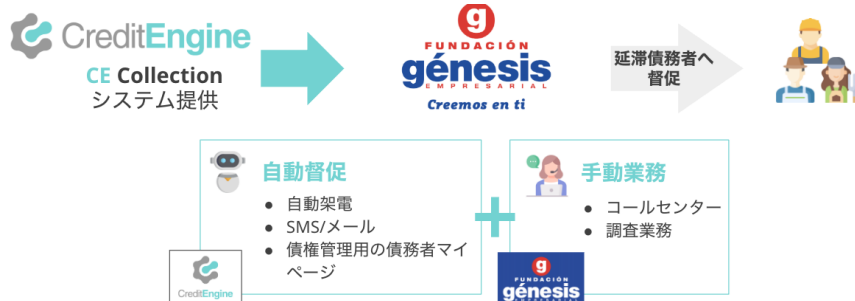 CreditEngine
CE Collection
システム提供
g
FUNDACIÓN
génesis
EMPRESARIAL
Creemos en ti
延滞債務者へ
督促
自動督促
● 自動架電
● SMS/メール
● 債権管理用の債務者マイ
ページ
CreditEngine
手動業務
● コールセンター
● 調査業務
g
FUNDACIÓN
génesis